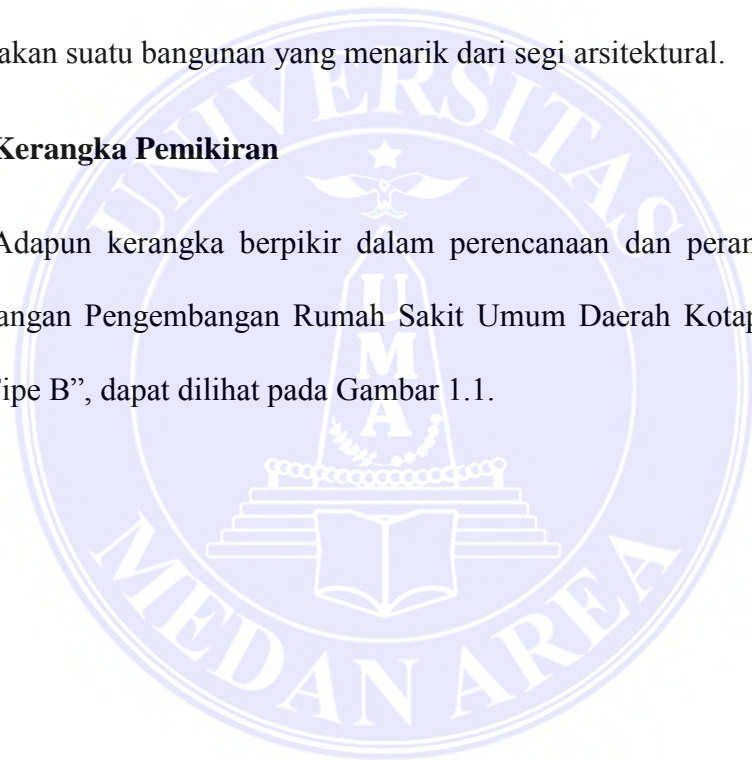 akan suatu bangunan yang menarik dari segi arsitektural.
Kerangka Pemikiran
Adapun kerangka berpikir dalam perencanaan dan peran
angan Pengembangan Rumah Sakit Umum Daerah Kotap
Tipe B”, dapat dilihat pada Gambar 1.1.
UNIVERSITAS
UMA
MEDAN AREA